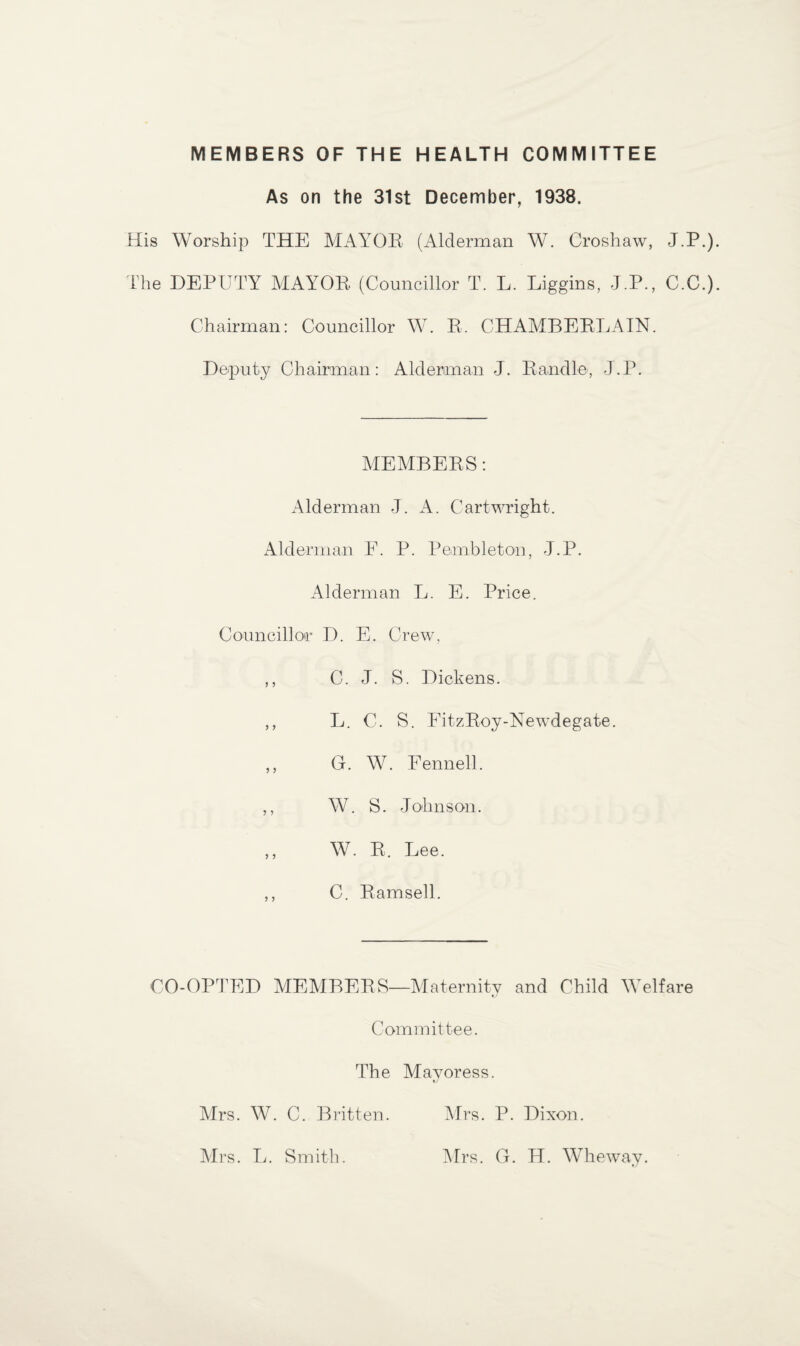 MEMBERS OF THE HEALTH COMMITTEE
As on the 31st December, 1938.
His Worship THE MAYOR (Alderman W. Croshaw, J.P.).
The DEPUTY MAYOR (Councillor T. L. Liggins, J.P., C.C.).
Chairman: Councillor W. R. CHAMBERLAIN.
Deputy Chairman: Alderman J. Randle, J.P.
MEMBERS:
Alderman J. A. Cartwright.
Alderman F. P. Pembleton, J.P.
Alderman L. E. Price.
Councillor D. E. Crew.
,, C. J. S. Dickens.
,, L. C. S. FitzRoy-Newdegate.
,, G. W. Fennell.
,, W. S. Johnson.
,, W. R. Lee.
,, C. Ramsell.
CO-OPTED MEMBERS—Maternity and Child Welfare
Committee.
The Mayoress.
Mrs. W. C. Britten. Mrs. P. Dixon.
Mrs. L. Smith. Mrs. G. H. Wheway.